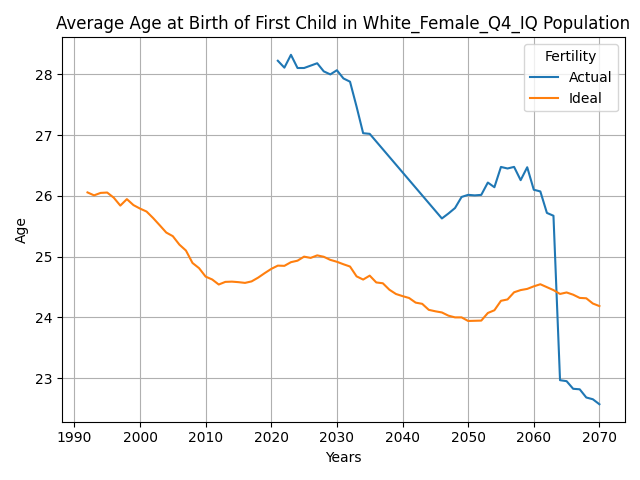 Average Age at Birth of First Child in White_Female_Q4_IQ Population
Fertility
Actual
Ideal
Age
28
27
26
25
24
23
1990
2000
2010
2020
2030
2040
2050
2060
2070
Years